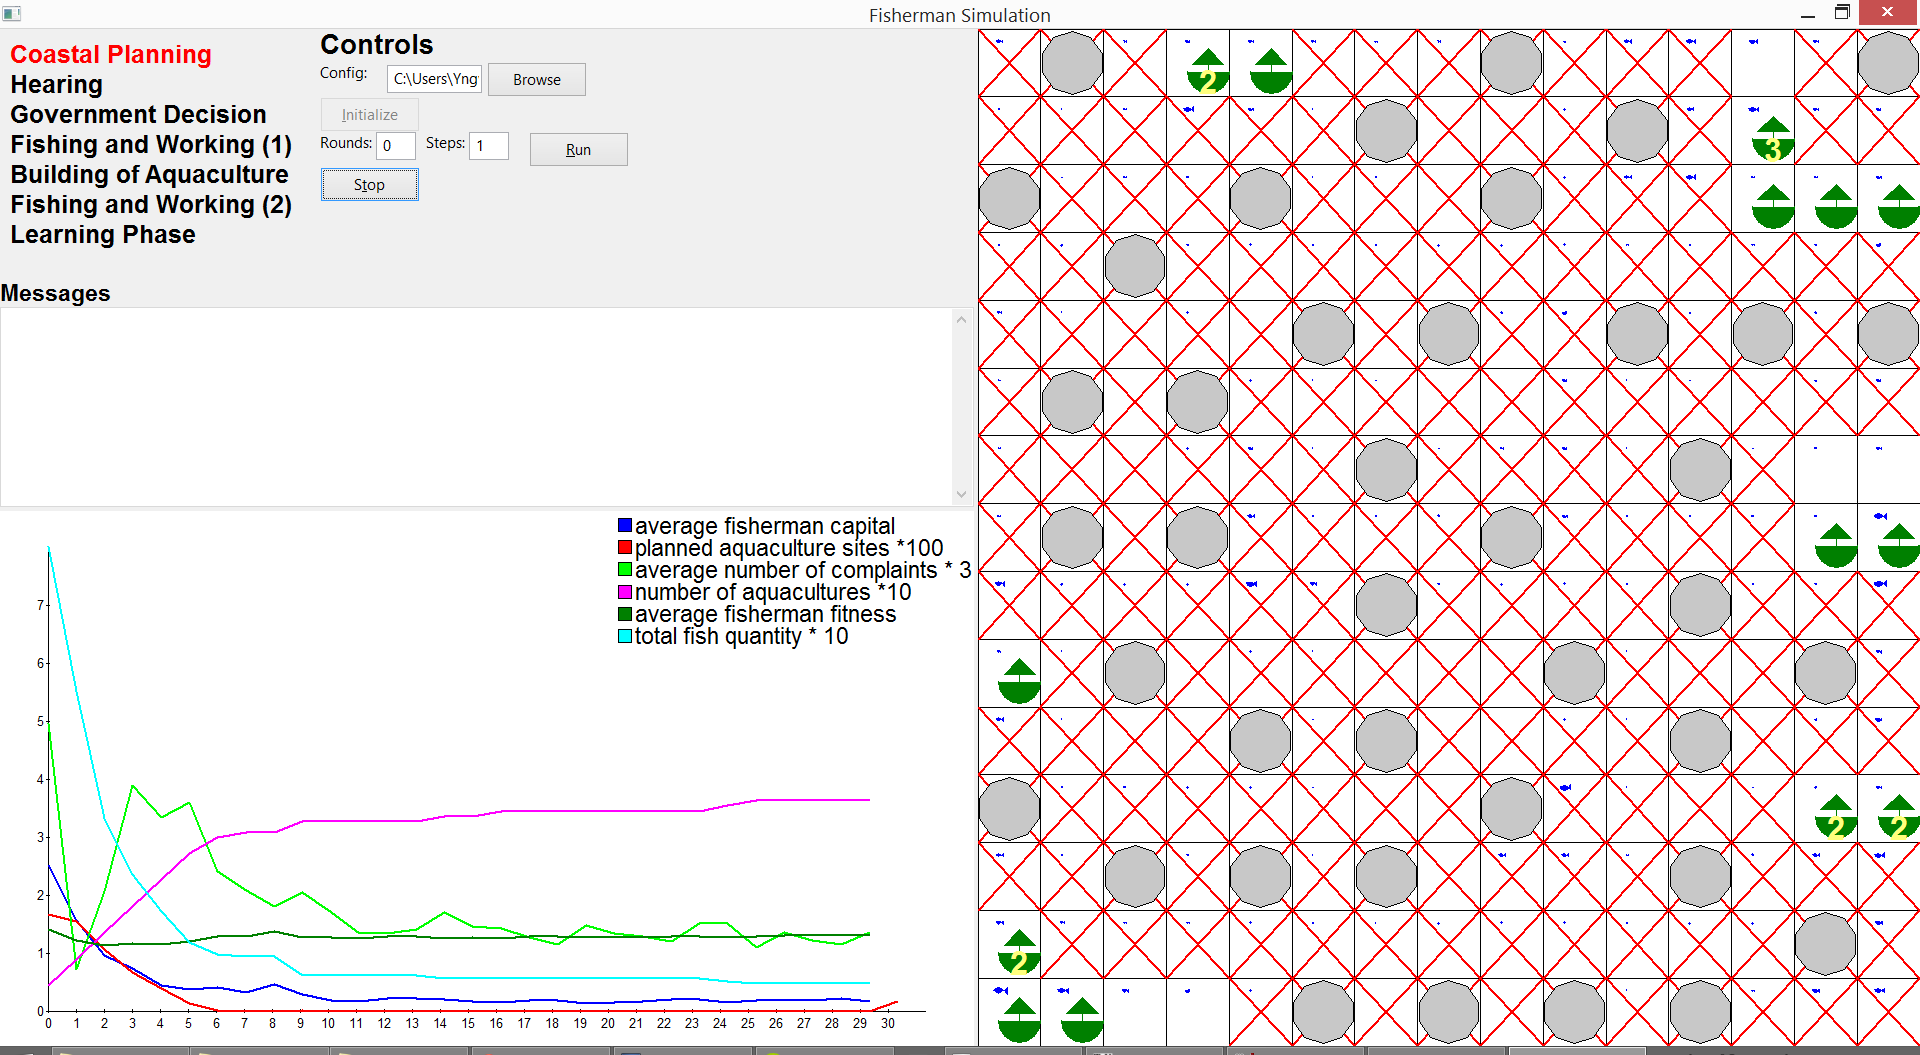 Fisherman Simulation
Coastal Planning
Hearing
Government Decision
Fishing and Working (1)
Building of Aquaculture
Fishing and Working (2)
Learning Phase
Controls
Config: C:\Users\Yng Browse
Initialize
Rounds: 0 Steps: 1 Run
Stop
Messages
average fisherman capital
planned aquaculture sites *100
average number of complaints * 3
number of aquacultures *10
average fisherman fitness
total fish quantity * 10
7
6
5
4
3
2
1
0
0 1 2 3 4 5 6 7 8 9 10 11 12 13 14 15 16 17 18 19 20 21 22 23 24 25 26 27 28 29 30
2
3
2 2
2